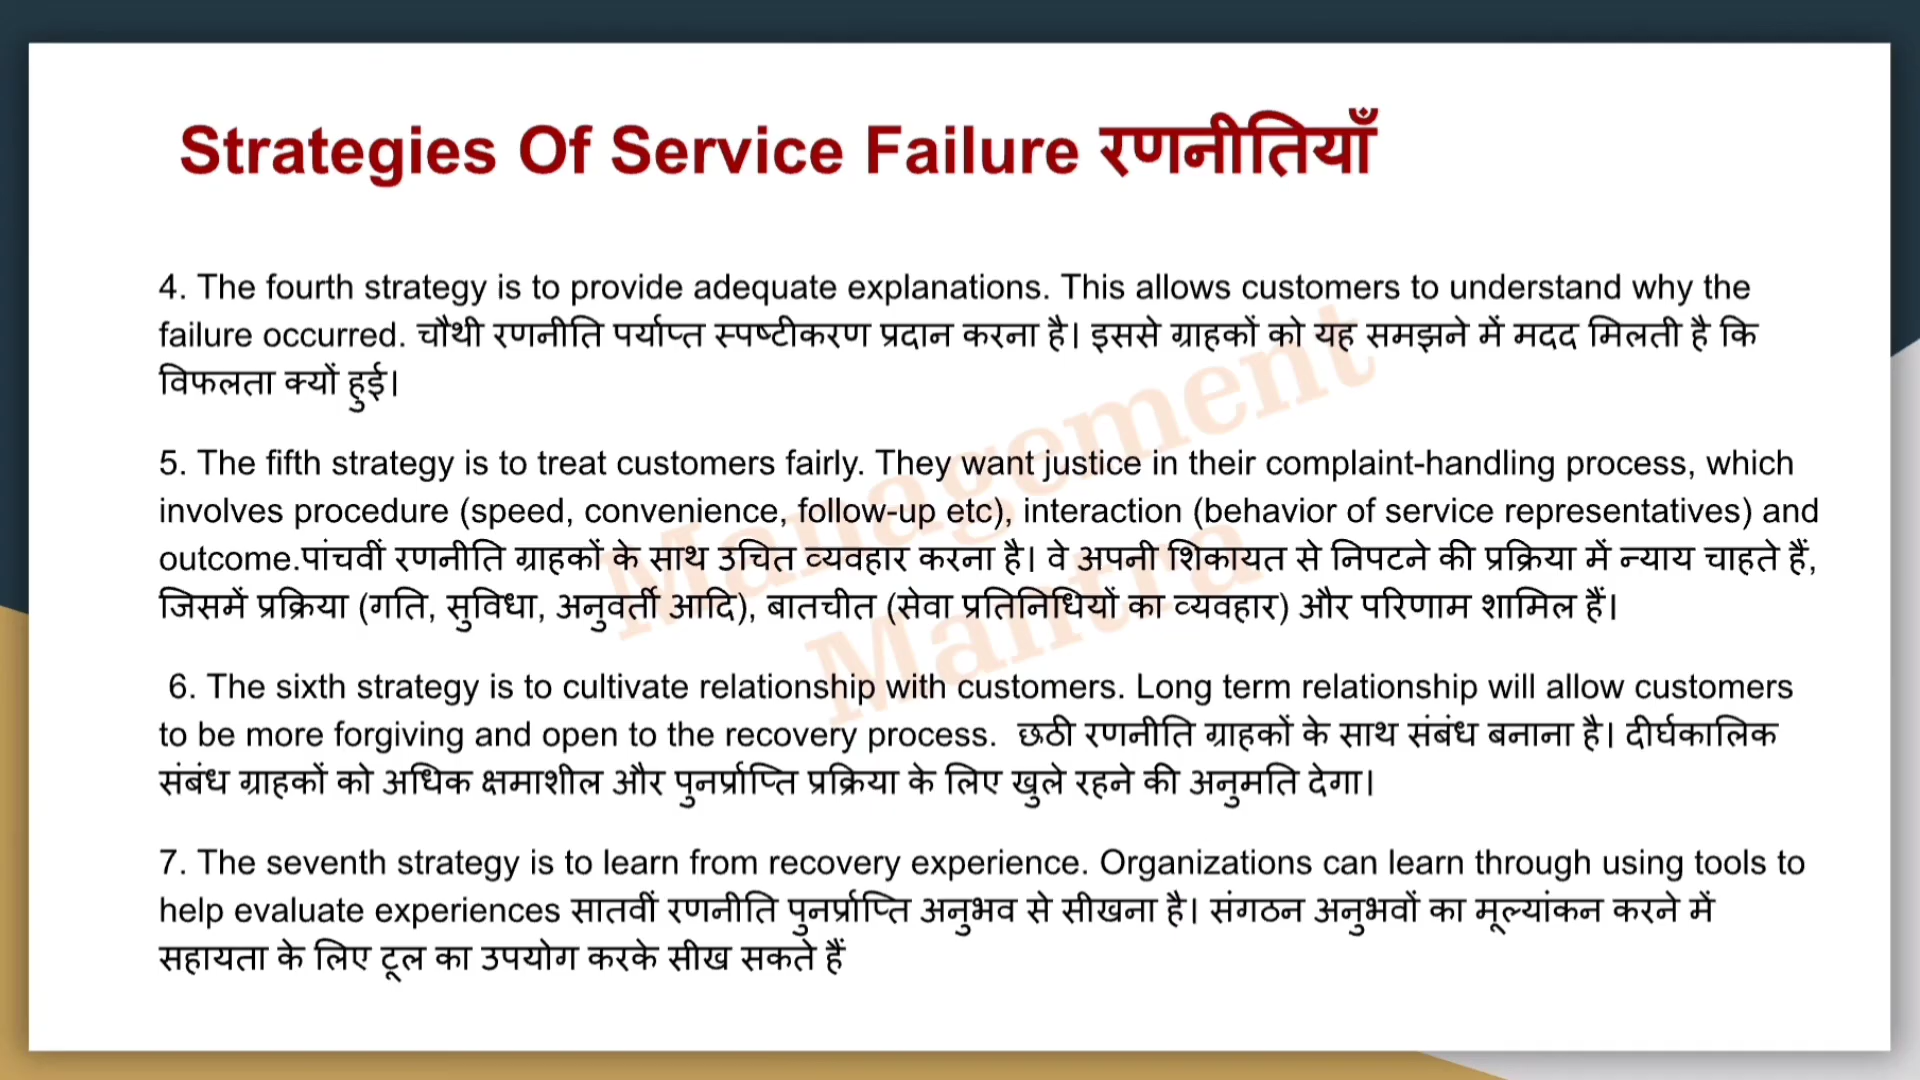 Strategies Of Service Failure रणनीतियाँ
4. The fourth strategy is to provide adequate explanations. This allows customers to understand why the
failure occurred. चौथी रणनीति पर्याप्त स्पष्टीकरण प्रदान करना है। इससे ग्राहकों को यह समझने में मदद मिलती है कि
विफलता क्यों हुई।
5. The fifth strategy is to treat customers fairly. They want justice in their complaint-handling process, which
involves procedure (speed, convenience, follow-up etc), interaction (behavior of service representatives) and
outcome.पांचवीं रणनीति ग्राहकों के साथ उचित व्यवहार करना है। वे अपनी शिकायत से निपटने की प्रक्रिया में न्याय चाहते हैं,
जिसमें प्रक्रिया (गति, सुविधा, अनुवर्ती आदि), बातचीत (सेवा प्रतिनिधियों का व्यवहार) और परिणाम शामिल हैं।
6. The sixth strategy is to cultivate relationship with customers. Long term relationship will allow customers
to be more forgiving and open to the recovery process. छठी रणनीति ग्राहकों के साथ संबंध बनाना है। दीर्घकालिक
संबंध ग्राहकों को अधिक क्षमाशील और पुनर्प्राप्ति प्रक्रिया के लिए खुले रहने की अनुमति देगा।
7. The seventh strategy is to learn from recovery experience. Organizations can learn through using tools to
help evaluate experiences सातवीं रणनीति पुनर्प्राप्ति अनुभव से सीखना है। संगठन अनुभवों का मूल्यांकन करने में
सहायता के लिए टूल का उपयोग करके सीख सकते हैं
Management
Mantra